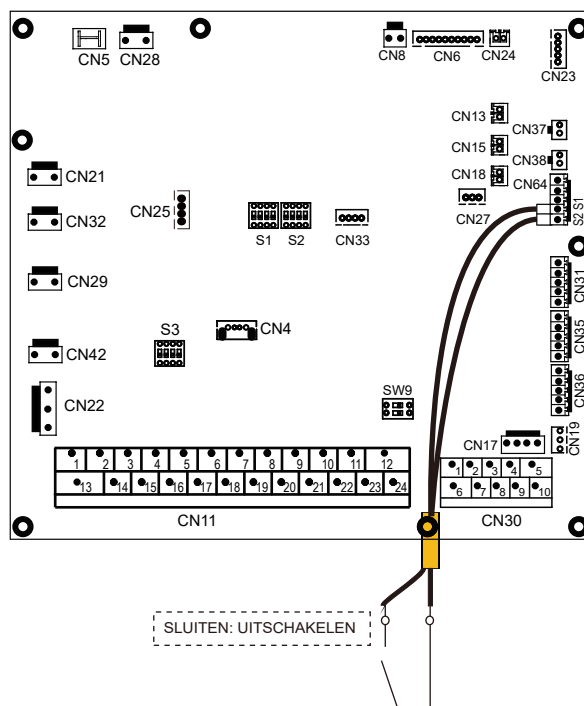 CN5 CN28 CN8 CN6 CN24 CN23
CN13 CN37
CN15 CN38
CN18 CN64 S1
CN27 S2
CN21
CN32 CN25 S1 S2 CN33
CN29 CN31
S3 CN4 CN35
CN42
CN22 SW9 CN36
CN17 CN19
1 2 3 4 5 6 7 8 9 10 11 12
13 14 15 16 17 18 19 20 21 22 23 24
CN11
1 2 3 4 5
6 7 8 9 10
CN30
SLUITEN: UITSCHAKELEN